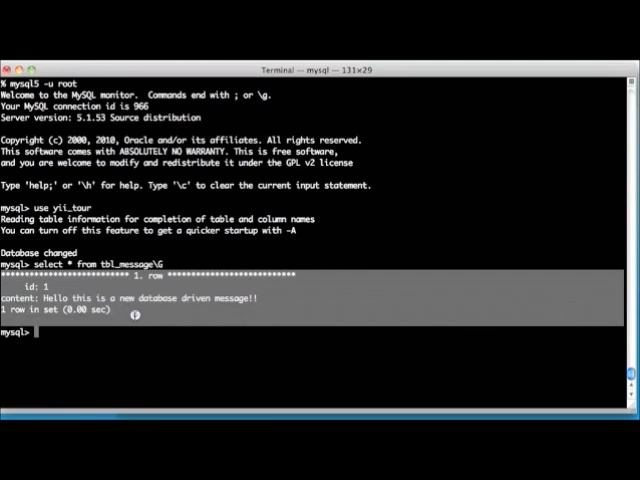 Terminal — mysql — 131×29
% mysql5 -u root
Welcome to the MySQL monitor.  Commands end with ; or \g.
Your MySQL connection id is 966
Server version: 5.1.53 Source distribution
Copyright (c) 2000, 2010, Oracle and/or its affiliates. All rights reserved.
This software comes with ABSOLUTELY NO WARRANTY. This is free software,
and you are welcome to modify and redistribute it under the GPL v2 license
Type 'help;' or '\h' for help. Type '\c' to clear the current input statement.
mysql> use yii_tour
Reading table information for completion of table and column names
You can turn off this feature to get a quicker startup with -A
Database changed
mysql> select * from tbl_message\G
*************************** 1. row ***************************
id: 1
content: Hello this is a new database driven message!!
1 row in set (0.00 sec)
mysql>